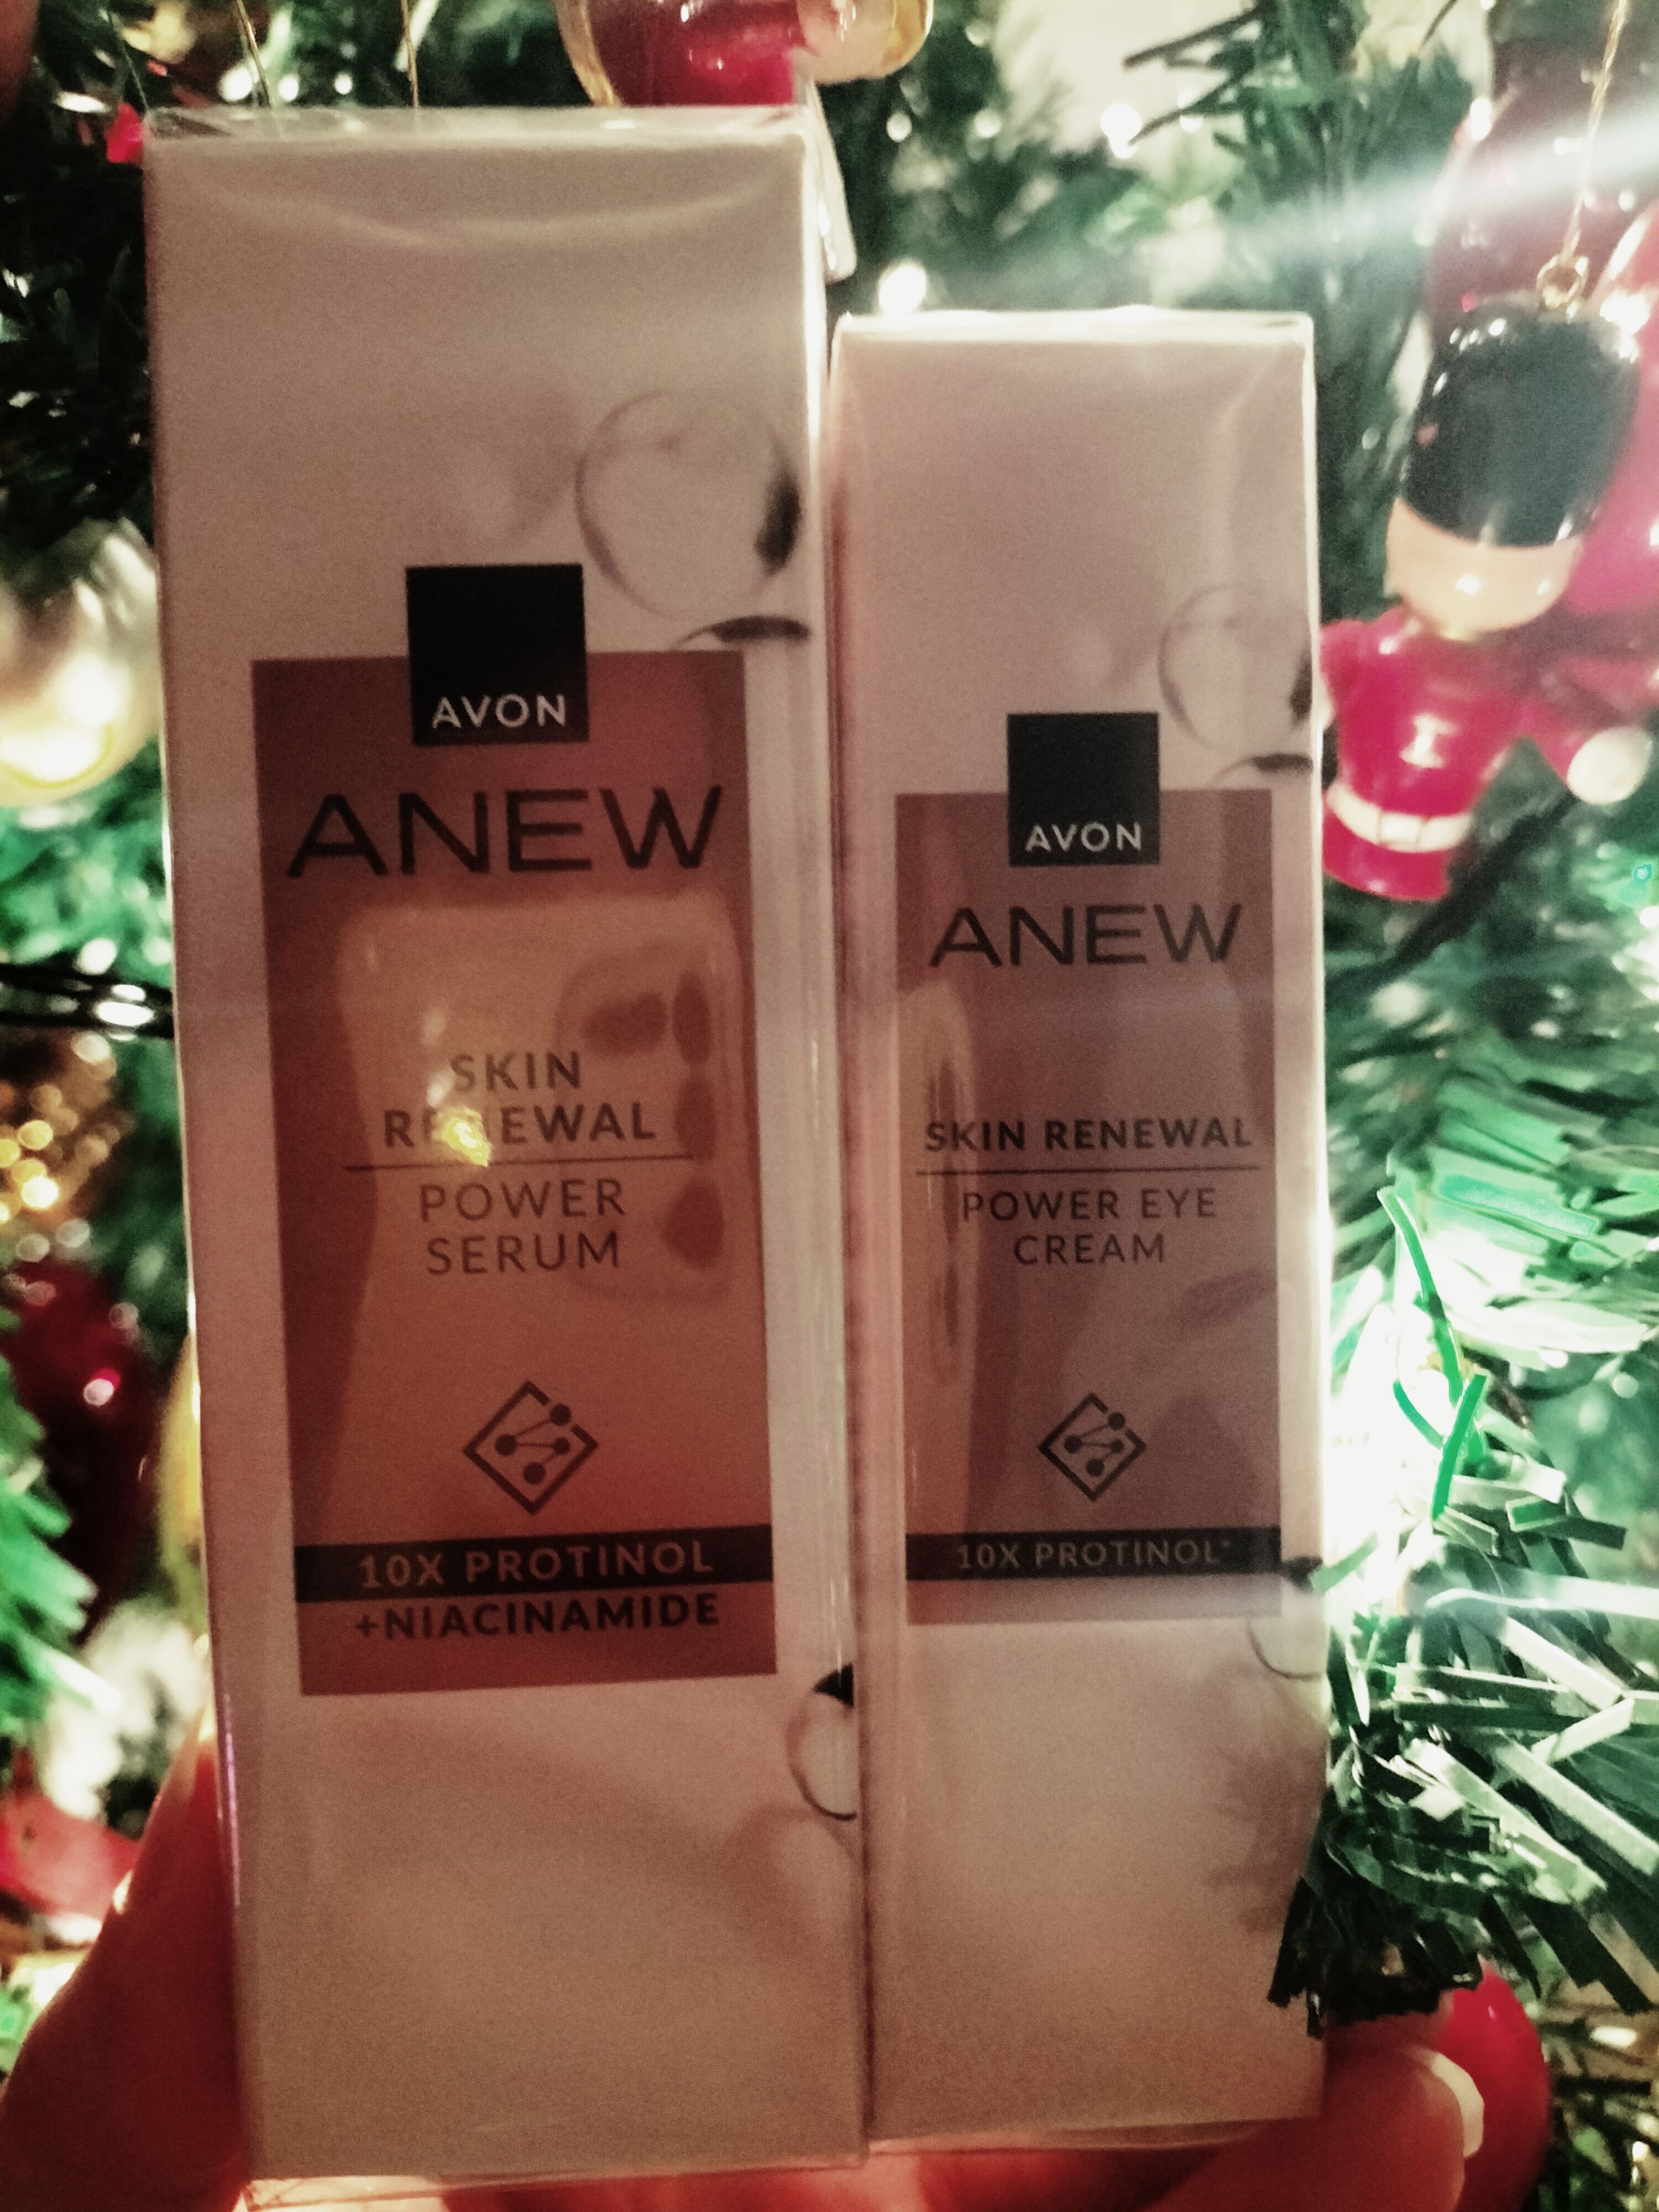 AVON
ANEW
SKIN
RENEWAL
POWER
SERUM
10X PROTINOL
+NIACINAMIDE
AVON
ANEW
SKIN RENEWAL
POWER EYE
CREAM
10X PROTINOL*